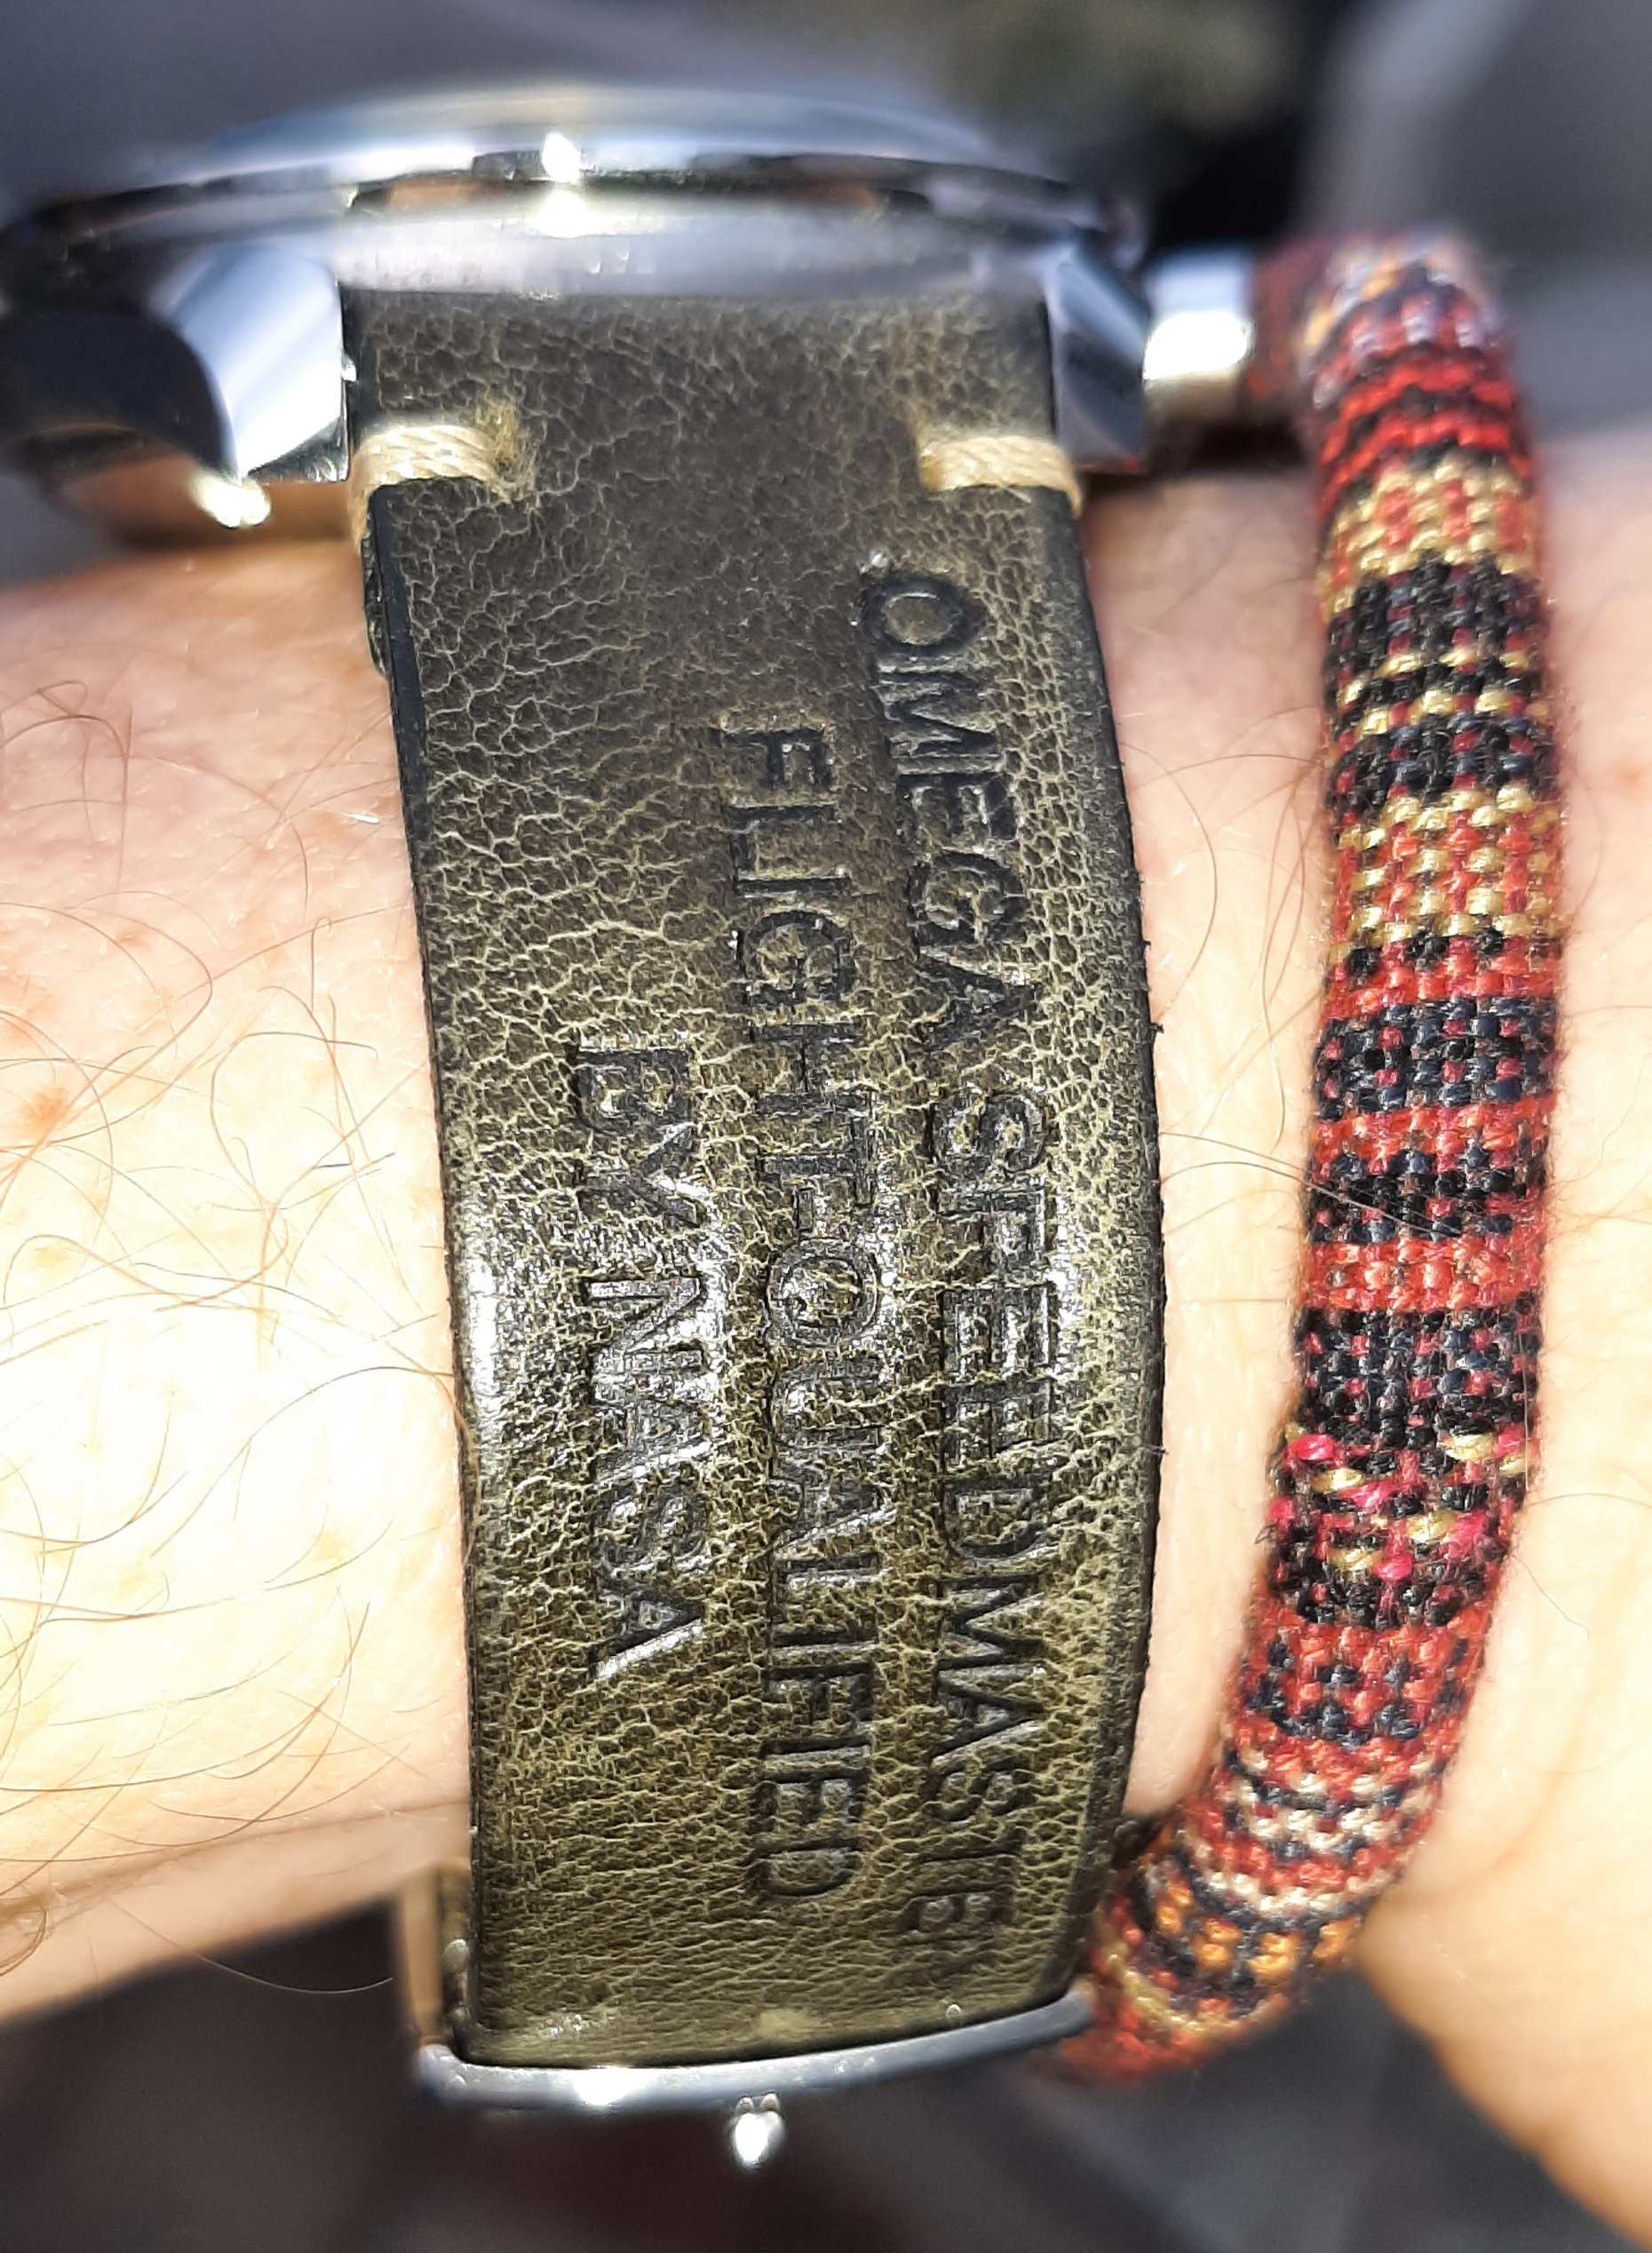 OMEGA SPEEDMASTER
FLIGHT-QUALIFIED
BY NASA